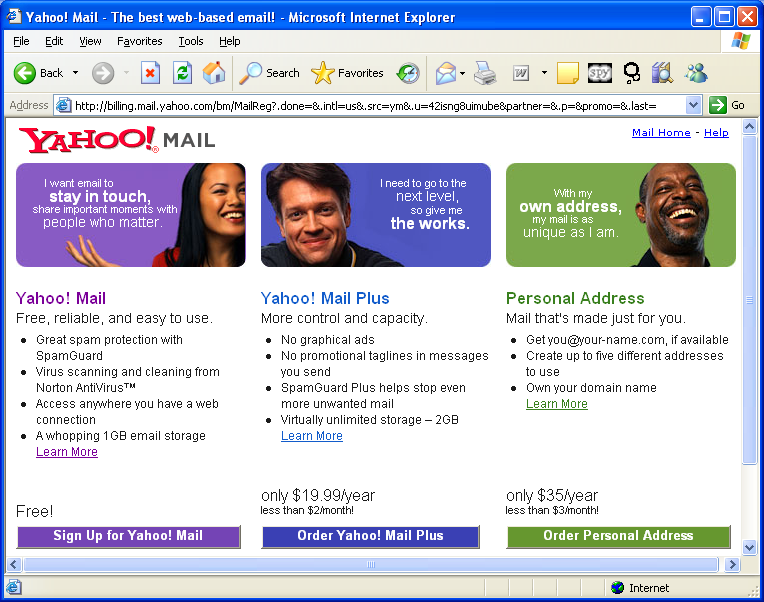 Yahoo! Mail - The best web-based email! - Microsoft Internet Explorer
File Edit View Favorites Tools Help
Back Search Favorites W SPY
Address http://billing.mail.yahoo.com/bm/MailReg?.done=&.intl=us&.src=ym&.u=42isng&uimube&partner=&.p=&promo=&.last= Go
YAHOO!® MAIL
Mail Home - Help
I want email to
stay in touch,
share important moments with
people who matter.
I need to go to the
next level,
so give me
the works.
With my
own address,
my mail is as
unique as I am.
Yahoo! Mail
Free, reliable, and easy to use.
• Great spam protection with
SpamGuard
• Virus scanning and cleaning from
Norton AntiVirus™
• Access anywhere you have a web
connection
• A whopping 1GB email storage
Learn More
Free!
Sign Up for Yahoo! Mail
Yahoo! Mail Plus
More control and capacity.
• No graphical ads
• No promotional taglines in messages
you send
• SpamGuard Plus helps stop even
more unwanted mail
• Virtually unlimited storage – 2GB
Learn More
only $19.99/year
less than $2/month!
Order Yahoo! Mail Plus
Personal Address
Mail that's made just for you.
• Get you@your-name.com, if available
• Create up to five different addresses
to use
• Own your domain name
Learn More
only $35/year
less than $3/month!
Order Personal Address
Internet